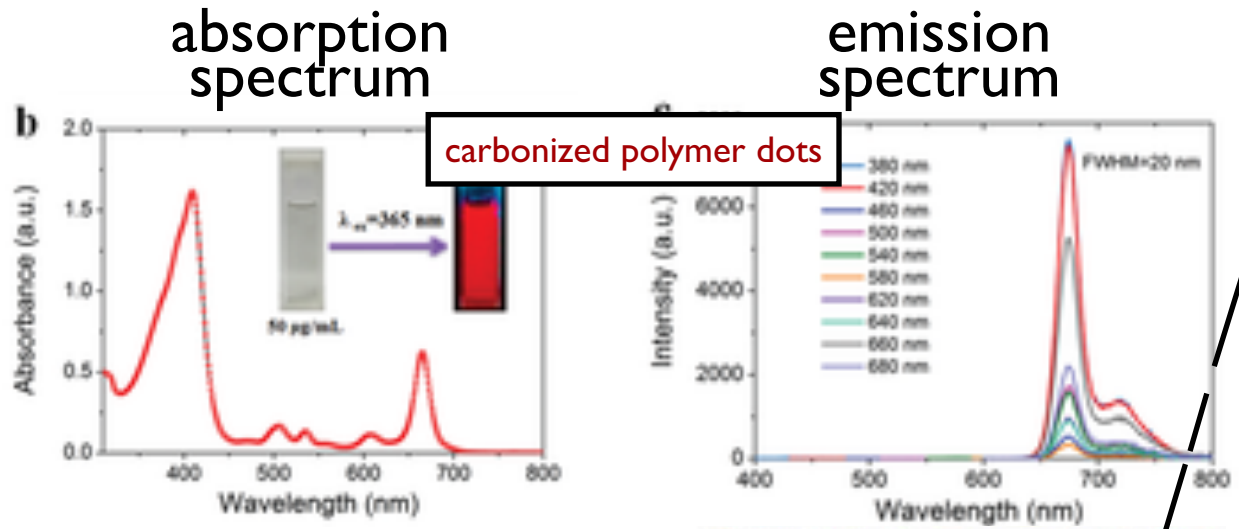 absorption
spectrum
emission
spectrum
carbonized polymer dots
b
2.0
1.5
1.0
0.5
0.0
Absorbance (a.u.)
400
500
600
700
800
Wavelength (nm)
λex=365 nm
50 μg/mL
6000
4000
2000
0
Intensity (a.u.)
380 nm
420 nm
460 nm
500 nm
540 nm
580 nm
620 nm
640 nm
660 nm
680 nm
FWHM=20 nm
400
500
600
700
800
Wavelength (nm)